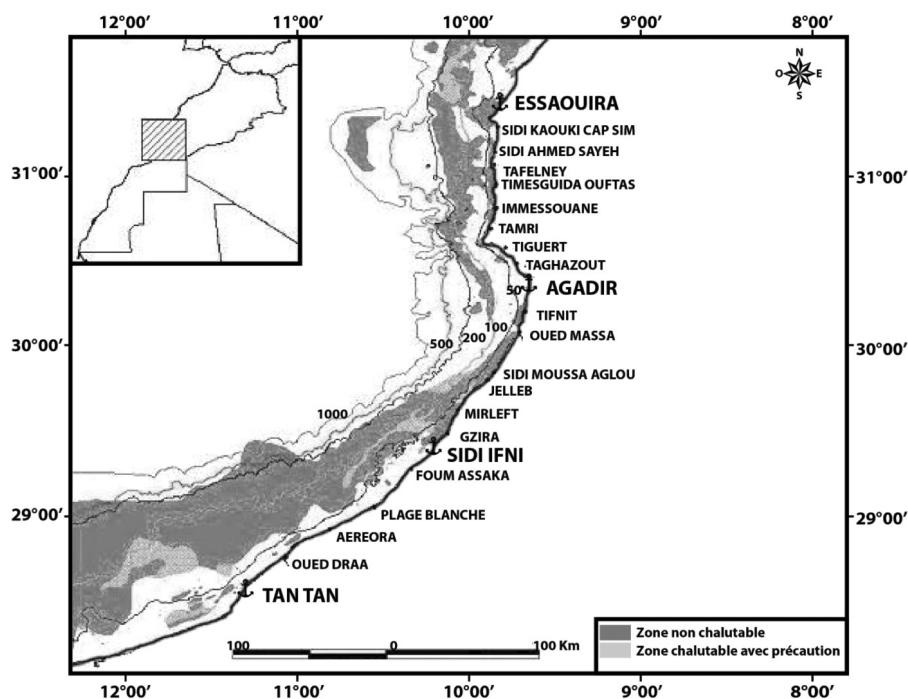 12°00’ 11°00’ 10°00’ 9°00’ 8°00’
N
O E
S
ESSAOUIRA
SIDI KAOUKI CAP SIM
SIDI AHMED SAYEH
31°00’ 31°00’
TAFELNEY
TIMESGUIDA OUFTAS
IMMESSOUANE
TAMRI
TIGUERT
TAGHAZOUT
50 AGADIR
TIFNIT
500 200 100 OUED MASSA
30°00’ 30°00’
SIDI MOUSSA AGLOU
JELLEB
1000 MIRLEFT
GZIRA
SIDI IFNI
FOUM ASSAKA
29°00’ PLAGE BLANCHE 29°00’
AEREORA
OUED DRAA
TAN TAN
100 0 100 Km
Zone non chalutable
Zone chalutable avec précaution
12°00’ 11°00’ 10°00’ 9°00’ 8°00’